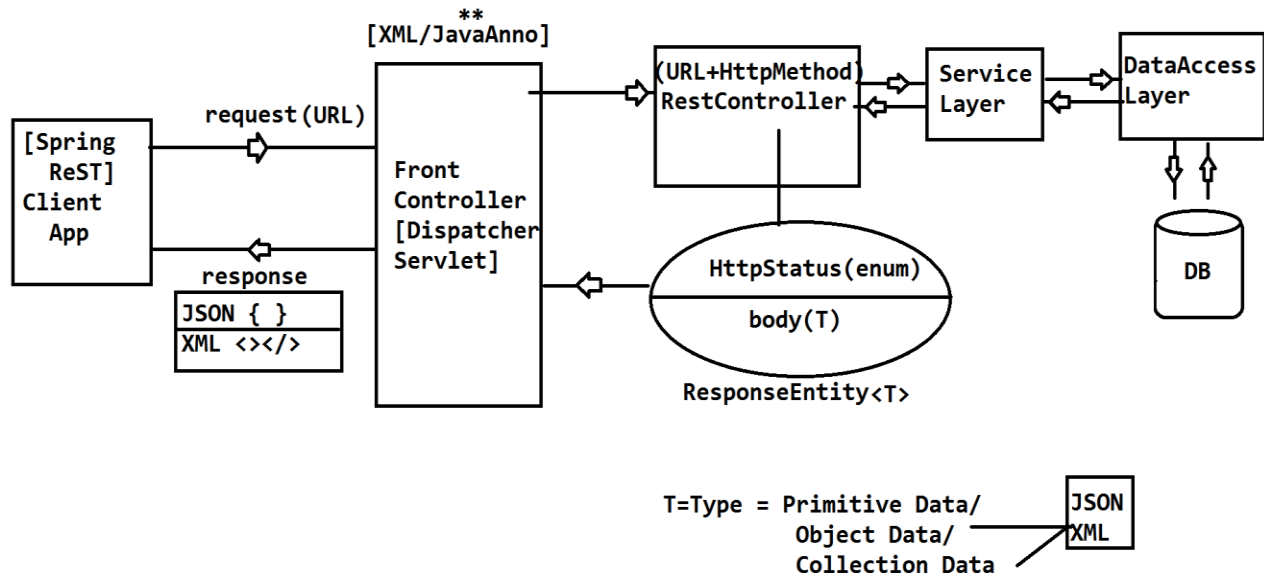 **
[XML/JavaAnno]
[Spring
ReST]
Client
App
request(URL)
response
JSON { }
XML <></>
Front
Controller
[Dispatcher
Servlet]
(URL+HttpMethod)
RestController
Service
Layer
DataAccess
Layer
DB
HttpStatus(enum)
body(T)
ResponseEntity<T>
T=Type = Primitive Data/
Object Data/
Collection Data
JSON
XML